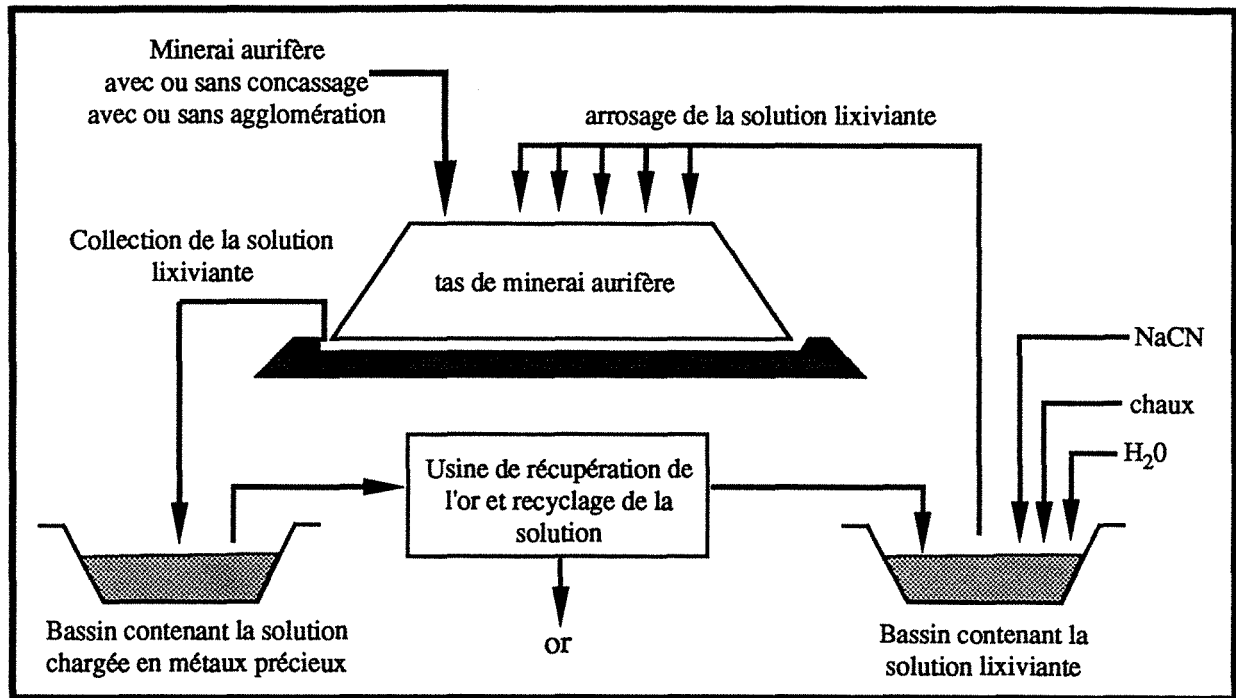 Minerai aurifère
avec ou sans concassage
avec ou sans agglomération
arrosage de la solution lixiviante
Collection de la solution
lixiviante
tas de minerai aurifère
NaCN
chaux
H20
Usine de récupération de
l'or et recyclage de la
solution
Bassin contenant la solution
chargée en métaux précieux
or
Bassin contenant la
solution lixiviante